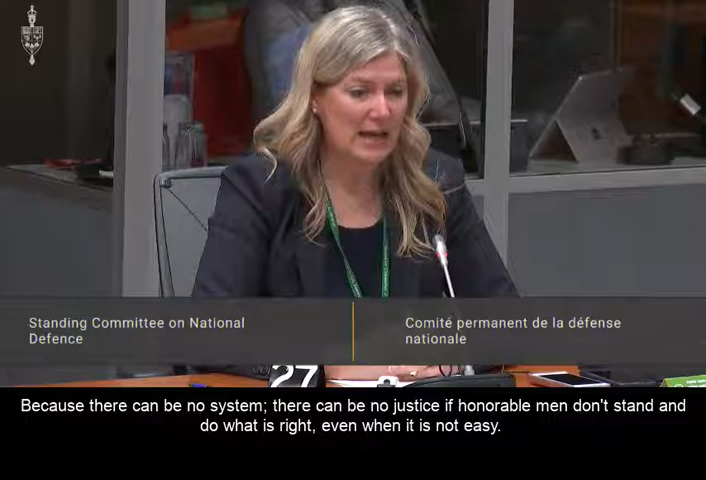 Standing Committee on National
Defence
Comité permanent de la défense
nationale
27
Because there can be no system; there can be no justice if honorable men don't stand and
do what is right, even when it is not easy.